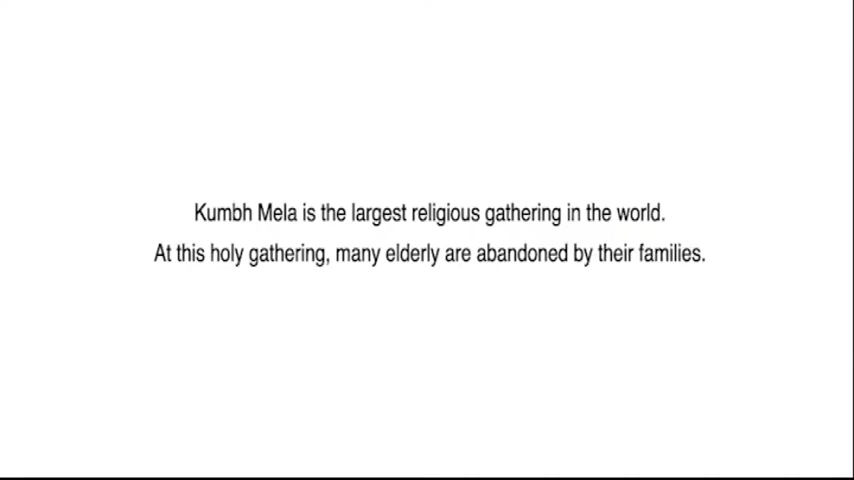 Kumbh Mela is the largest religious gathering in the world.
At this holy gathering, many elderly are abandoned by their families.